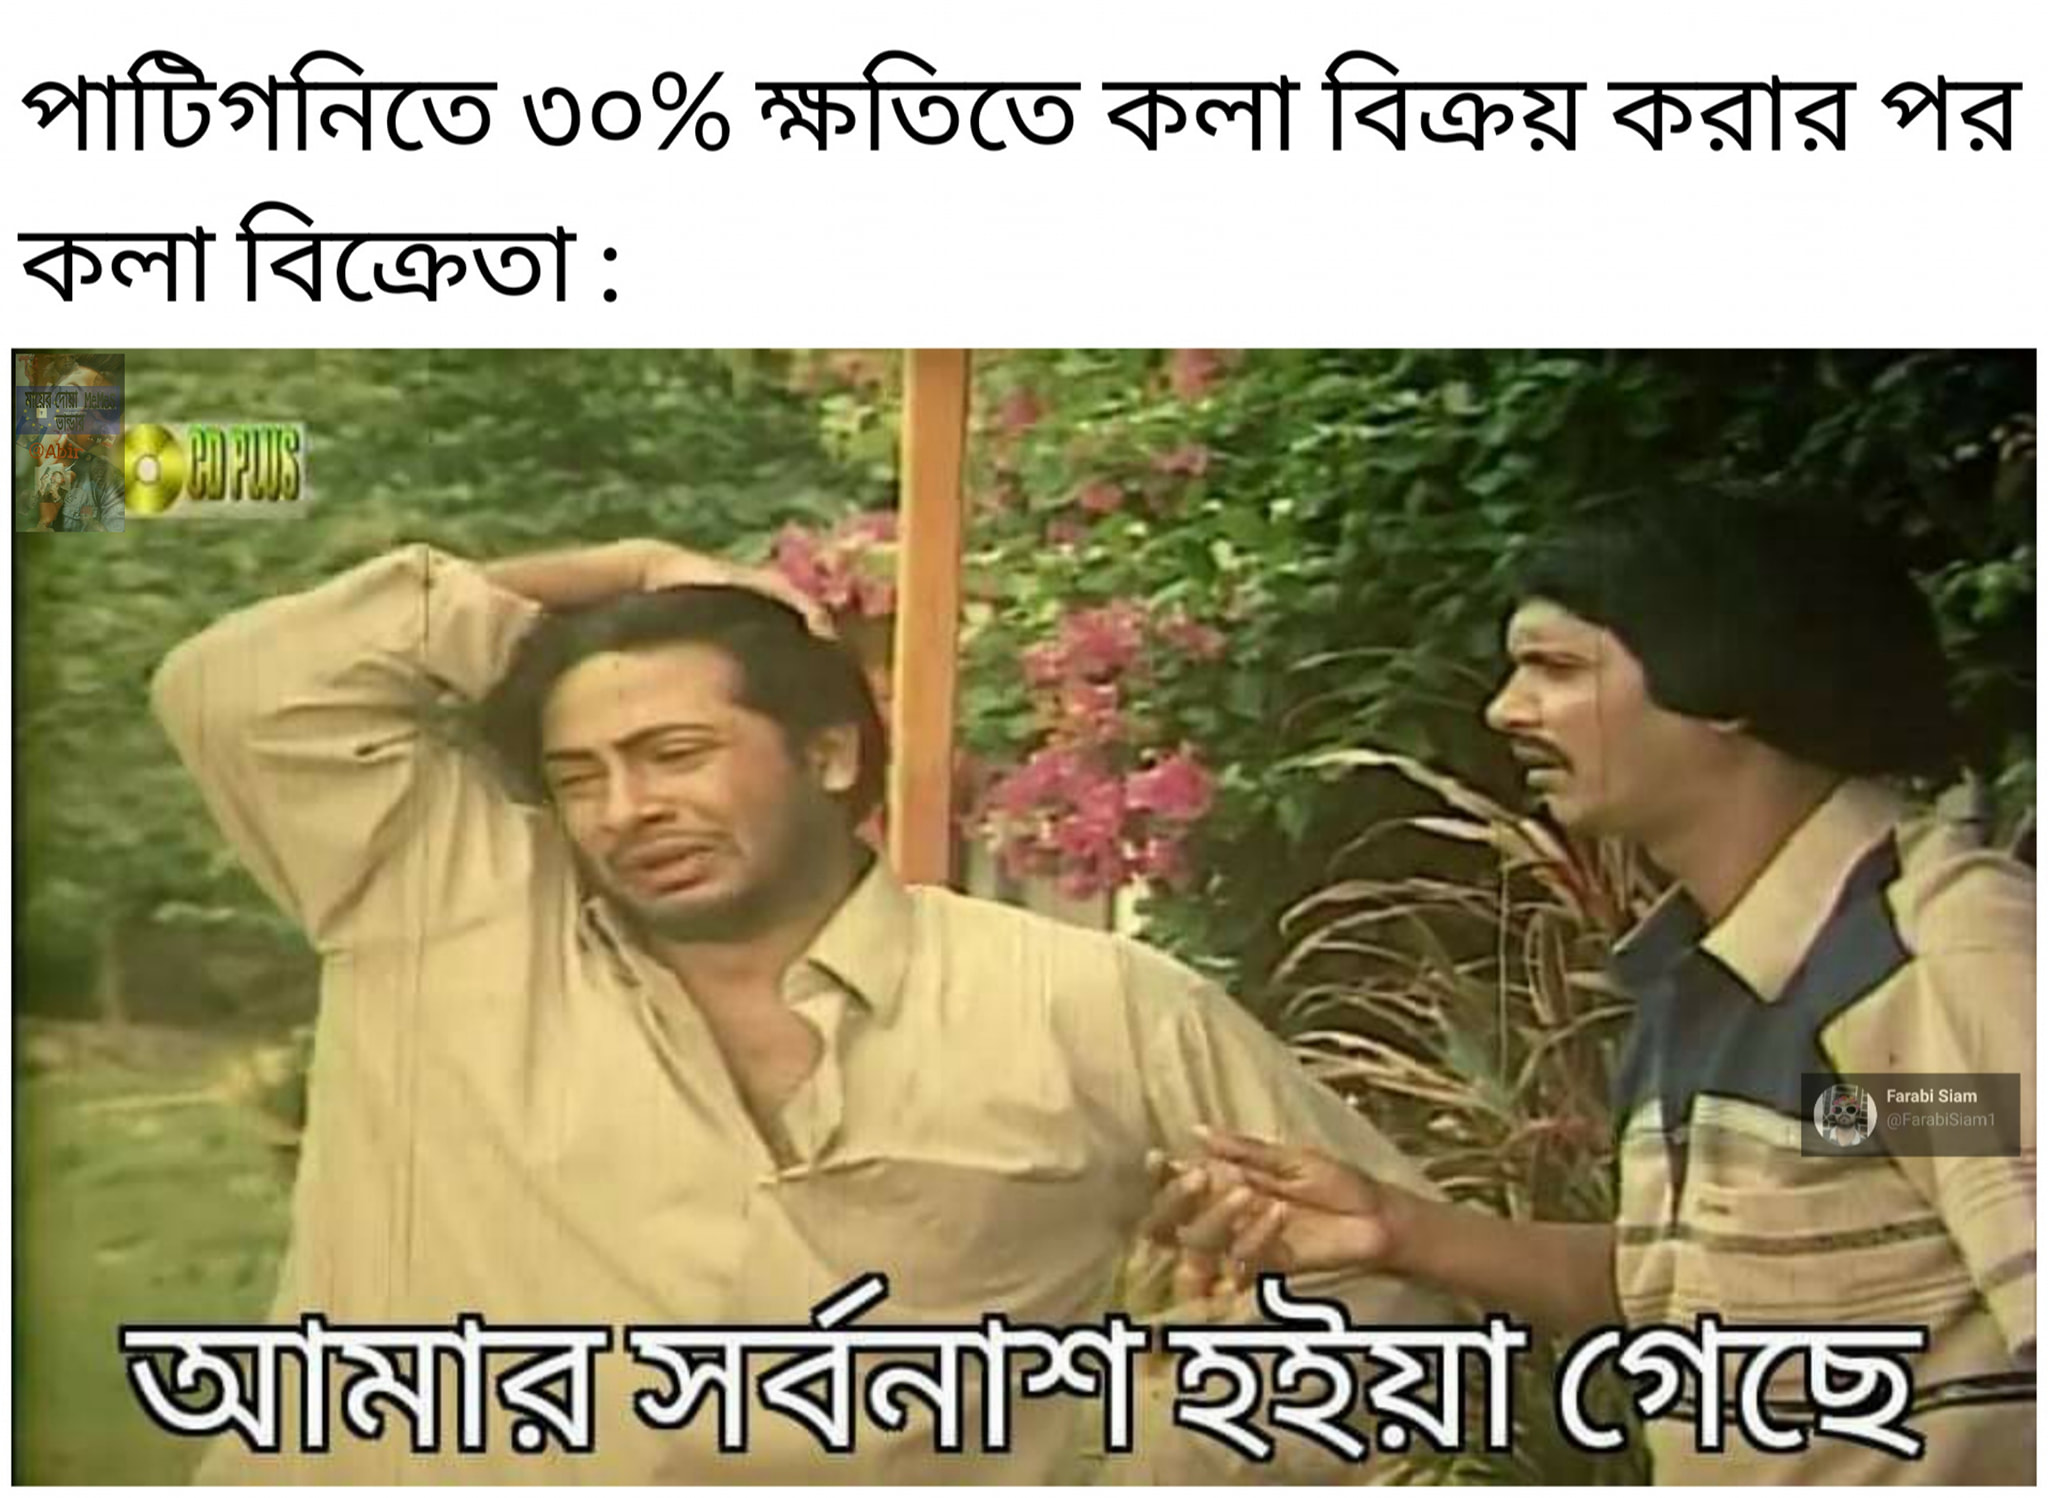 পাটিগনিতে ৩০% ক্ষতিতে কলা বিক্রয় করার পর
কলা বিক্রেতা :
CD PLUS
Farabi Siam
@FarabiSiam1
আমার সর্বনাশ হইয়া গেছে